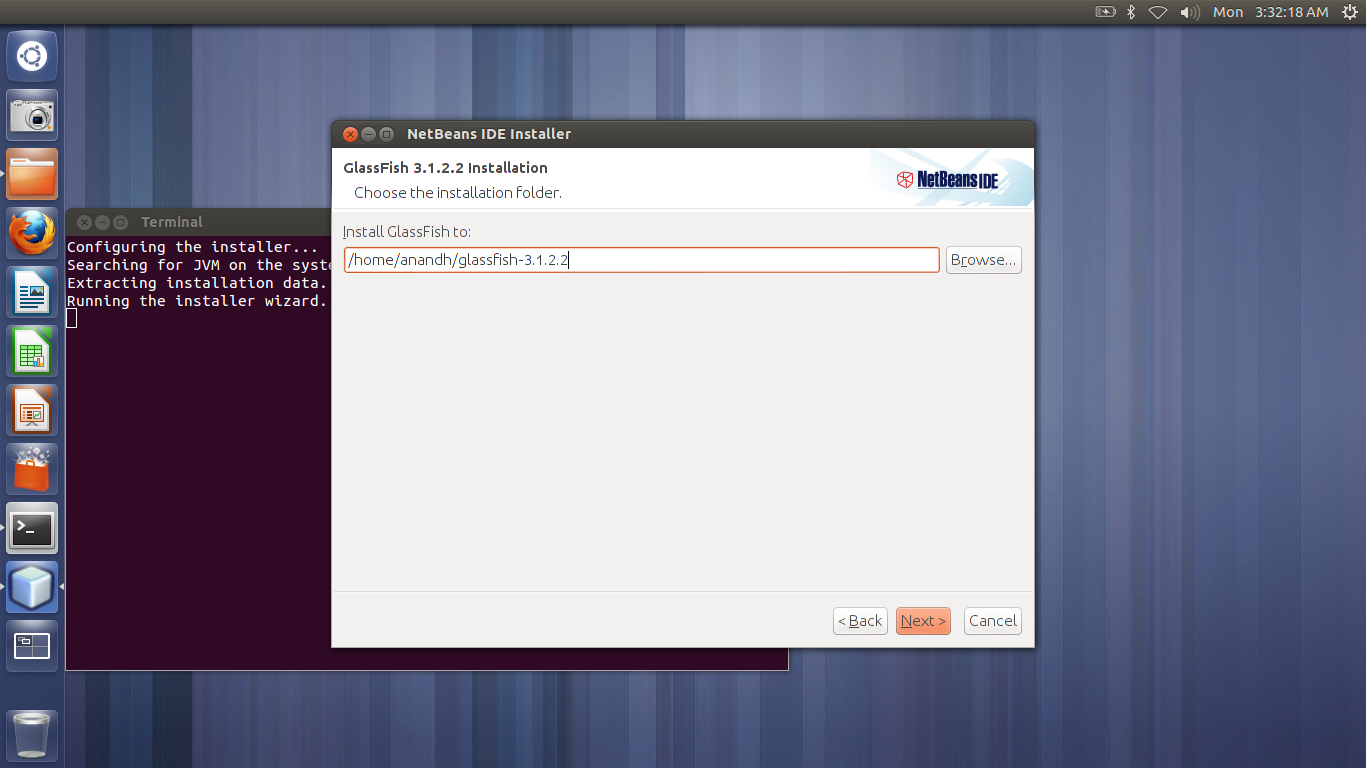 Mon 3:32:18 AM
NetBeans IDE Installer
GlassFish 3.1.2.2 Installation
Choose the installation folder.
NetBeans IDE
Install GlassFish to:
/home/anandh/glassfish-3.1.2.2
Browse...
< Back
Next >
Cancel
Terminal
Configuring the installer...
Searching for JVM on the syste
Extracting installation data.
Running the installer wizard.